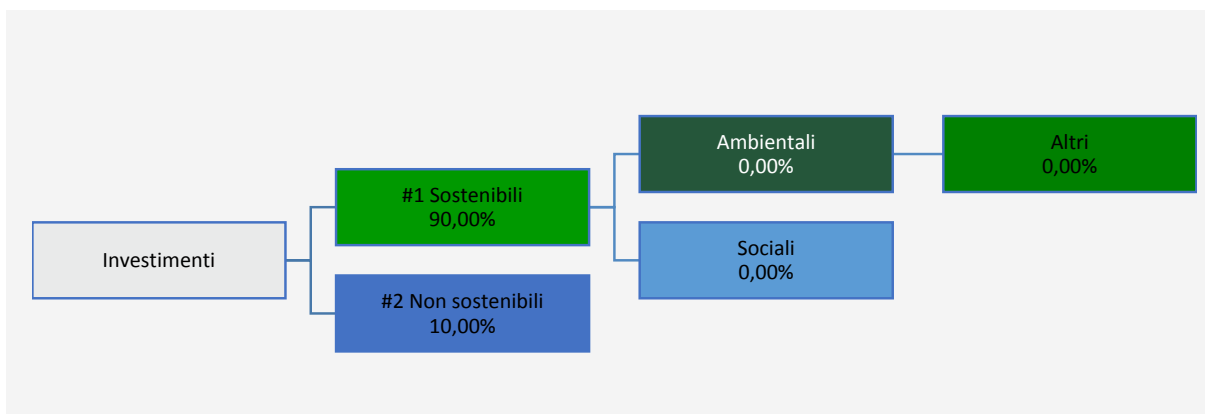 Investimenti
#1 Sostenibili
90,00%
#2 Non sostenibili
10,00%
Ambientali
0,00%
Sociali
0,00%
Altri
0,00%